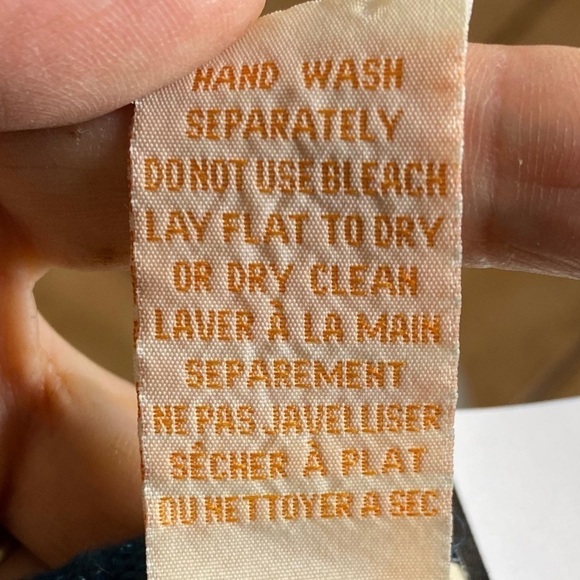 HAND WASH
SEPARATELY
DO NOT USE BLEACH
LAY FLAT TO DRY
OR DRY CLEAN
LAVER À LA MAIN
SEPAREMENT
NE PAS JAVELLISER
SÉCHER À PLAT
OU NETTOYER A SEC